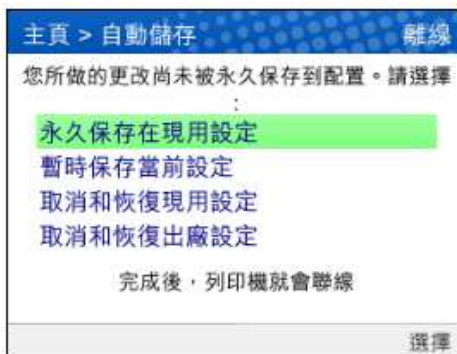 主頁 > 自動儲存 離線
您所做的更改尚未被永久保存到配置。請選擇
:
永久保存在現用設定
暫時保存當前設定
取消和恢復現用設定
取消和恢復出廠設定
完成後，列印機就會聯線
選擇